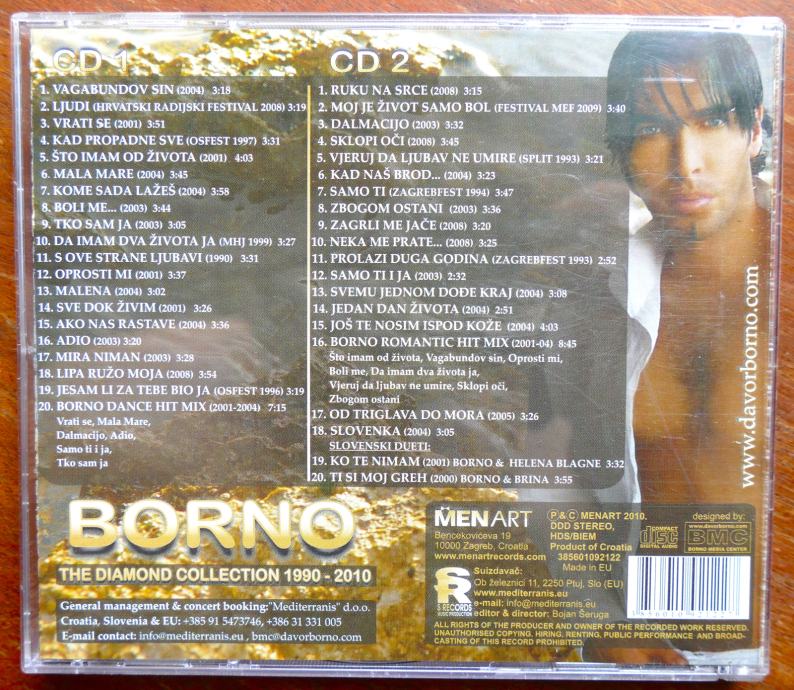 CD 1
1. VAGABUNDOV SIN (2004) 3:18
2. LJUDI (HRVATSKI RADIJSKI FESTIVAL 2008) 3:19
3. VRATI SE (2001) 3:51
4. KAD PROPADNE SVE (OSFEST 1997) 3:31
5. ŠTO IMAM OD ŽIVOTA (2001) 4:03
6. MALA MARE (2004) 3:45
7. KOME SADA LAŽEŠ (2004) 3:58
8. BOLI ME... (2003) 3:44
9. TKO SAM JA (2003) 3:05
10. DA IMAM DVA ŽIVOTA JA (MHJ 1999) 3:27
11. S OVE STRANE LJUBAVI (1990) 3:31
12. OPROSTI MI (2001) 3:37
13. MALENA (2004) 3:02
14. SVE DOK ŽIVIM (2001) 3:26
15. AKO NAS RASTAVE (2004) 3:36
16. ADIO (2003) 3:20
17. MIRA NIMAN (2003) 3:28
18. LIPA RUŽO MOJA (2008) 3:54
19. JESAM LI ZA TEBE BIO JA (OSFEST 1996) 3:19
20. BORNO DANCE HIT MIX (2001-2004) 7:15
Vrati se, Mala Mare,
Dalmacijo, Adio,
Samo ti i ja,
Tko sam ja
CD 2
1. RUKU NA SRCE (2008) 3:15
2. MOJ JE ŽIVOT SAMO BOL (FESTIVAL MEF 2009) 3:40
3. DALMACIJO (2003) 3:32
4. SKLOPI OČI (2008) 3:45
5. VJERUJ DA LJUBAV NE UMIRE (SPLIT 1993) 3:21
6. KAD NAŠ BROD... (2004) 3:23
7. SAMO TI (ZAGREBFEST 1994) 3:47
8. ZBOGOM OSTANI (2003) 3:36
9. ZAGRLI ME JAČE (2008) 3:20
10. NEKA ME PRATE... (2008) 3:25
11. PROLAZI DUGA GODINA (ZAGREBFEST 1993) 2:52
12. SAMO TI I JA (2003) 2:32
13. SVEMU JEDNOM DOĐE KRAJ (2004) 3:08
14. JEDAN DAN ŽIVOTA (2004) 2:51
15. JOŠ TE NOSIM ISPOD KOŽE (2004) 4:03
16. BORNO ROMANTIC HIT MIX (2001-04) 8:45
Što imam od života, Vagabundov sin, Oprosti mi,
Boli me, Da imam dva života ja,
Vjeruj da ljubav ne umire, Sklopi oči,
Zbogom ostani
17. OD TRIGLAVA DO MORA (2005) 3:26
18. SLOVENKA (2004) 3:05
SLOVENSKI DUETI:
19. KO TE NIMAM (2001) BORNO & HELENA BLAGNE 3:32
20. TI SI MOJ GREH (2000) BORNO & BRINA 3:55
www.davorborno.com
BORNO
THE DIAMOND COLLECTION 1990 - 2010
General management & concert booking:"Mediterranis" d.o.o.
Croatia, Slovenia & EU: +385 91 5473746, +386 31 331 005
E-mail contact: info@mediterranis.eu , bmc@davorborno.com
MENART
Bencekoviceva 19
10000 Zagreb, Croatia
www.menartrecords.com
Ⓟ & © MENART 2010.
DDD STEREO,
HDS/BIEM
Product of Croatia
385601092122
Made in EU
COMPACT
disc
DIGITAL AUDIO
designed by:
www.davorborno.com
BMC
BORNO MEDIA CENTER
SR
S RECORDS
MUSIC PRODUCTION
Suizdavač:
Ob železnici 11, 2250 Ptuj, Slo (EU)
www.mediterranis.eu
e-mail: info@mediterranis.eu
editor & director: Bojan Šeruga
ALL RIGHTS OF THE PRODUCER AND OWNER OF THE RECORDED WORK RESERVED.
UNAUTHORISED COPYING, HIRING, RENTING, PUBLIC PERFORMANCE AND BROAD-
CASTING OF THIS RECORD PROHIBITED.